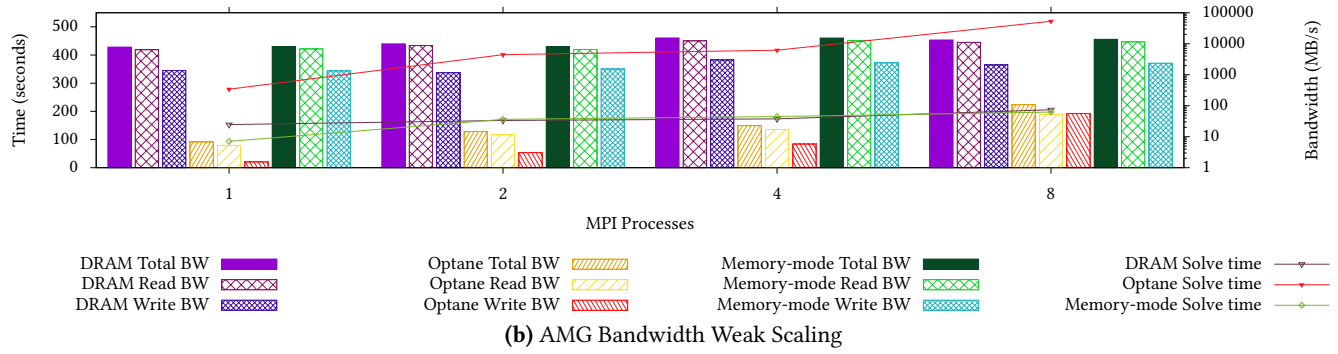 500
400
300
200
100
0
Time (seconds)
100000
10000
1000
100
10
1
Bandwidth (MB/s)
1 2 4 8
MPI Processes
DRAM Total BW Optane Total BW Memory-mode Total BW DRAM Solve time
DRAM Read BW Optane Read BW Memory-mode Read BW Optane Solve time
DRAM Write BW Optane Write BW Memory-mode Write BW Memory-mode Solve time
(b) AMG Bandwidth Weak Scaling